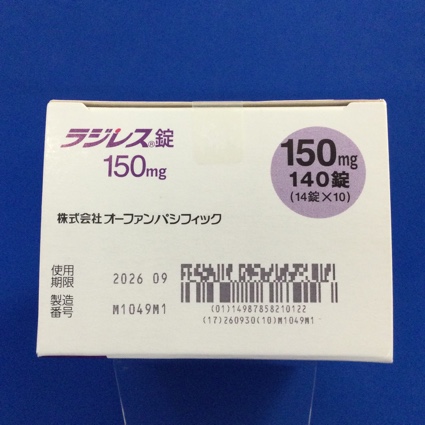 ラジレス®錠
150mg
150mg
140錠
(14錠×10)
株式会社 オーファンパシフィック
使用
期限
2026 09
製造
番号
M1049M1
(01)14987858210122
(17)260930(10)M1049M1